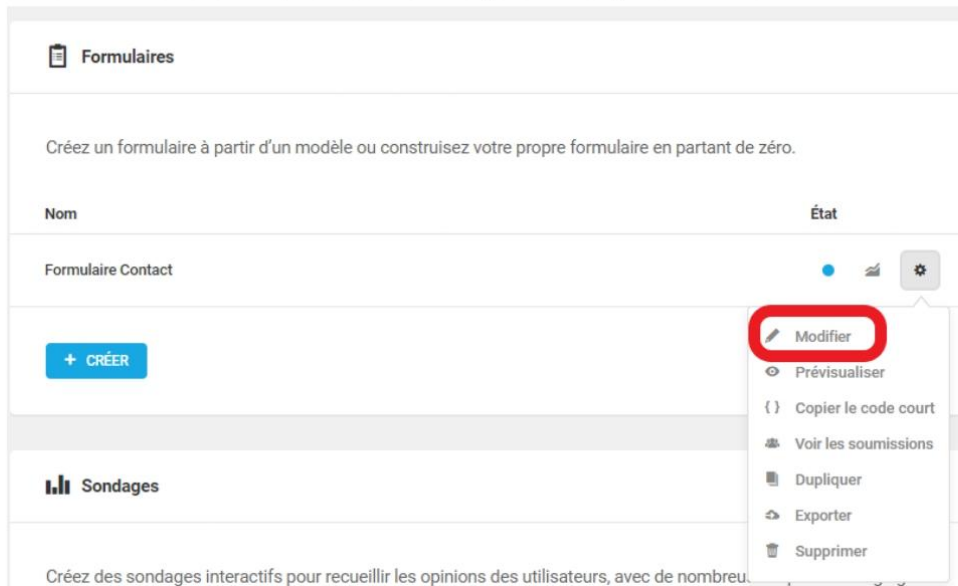 Formulaires
Créez un formulaire à partir d'un modèle ou construisez votre propre formulaire en partant de zéro.
Nom État
Formulaire Contact
+ CRÉER
Modifier
Prévisualiser
{ } Copier le code court
Voir les soumissions
Dupliquer
Exporter
Supprimer
Sondages
Créez des sondages interactifs pour recueillir les opinions des utilisateurs, avec de